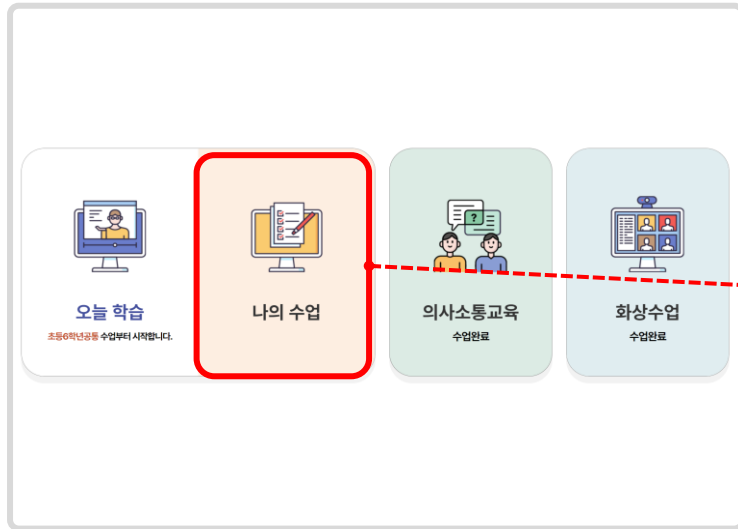 오늘 학습
초등6학년공통 수업부터 시작합니다.
나의 수업
?
의사소통교육
수업완료
화상수업
수업완료